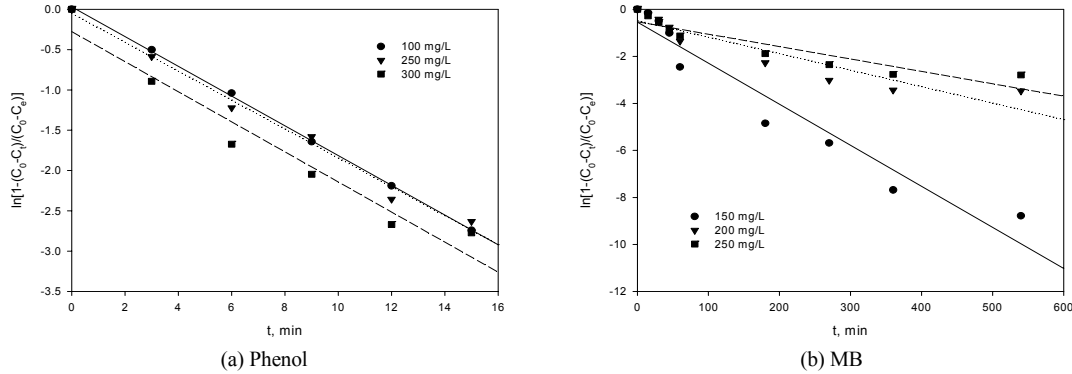 0.0
-0.5
-1.0
-1.5
-2.0
-2.5
-3.0
-3.5
ln[1-(C0-Ct)/(C0-Ce)]
100 mg/L
250 mg/L
300 mg/L
0 2 4 6 8 10 12 14 16
t, min
(a) Phenol
0
-2
-4
-6
-8
-10
-12
ln[1-(C0-Ct)/(C0-Ce)]
150 mg/L
200 mg/L
250 mg/L
0 100 200 300 400 500 600
t, min
(b) MB